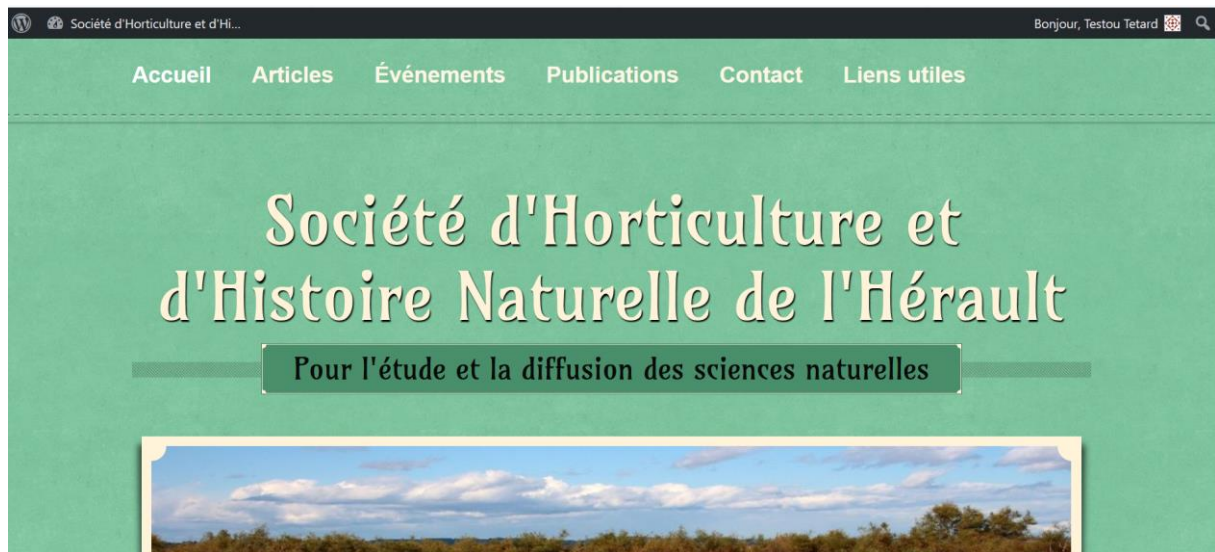 Société d'Horticulture et d'Hi...
Bonjour, Testou Tetard
Accueil Articles Événements Publications Contact Liens utiles
Société d'Horticulture et
d'Histoire Naturelle de l'Hérault
Pour l'étude et la diffusion des sciences naturelles